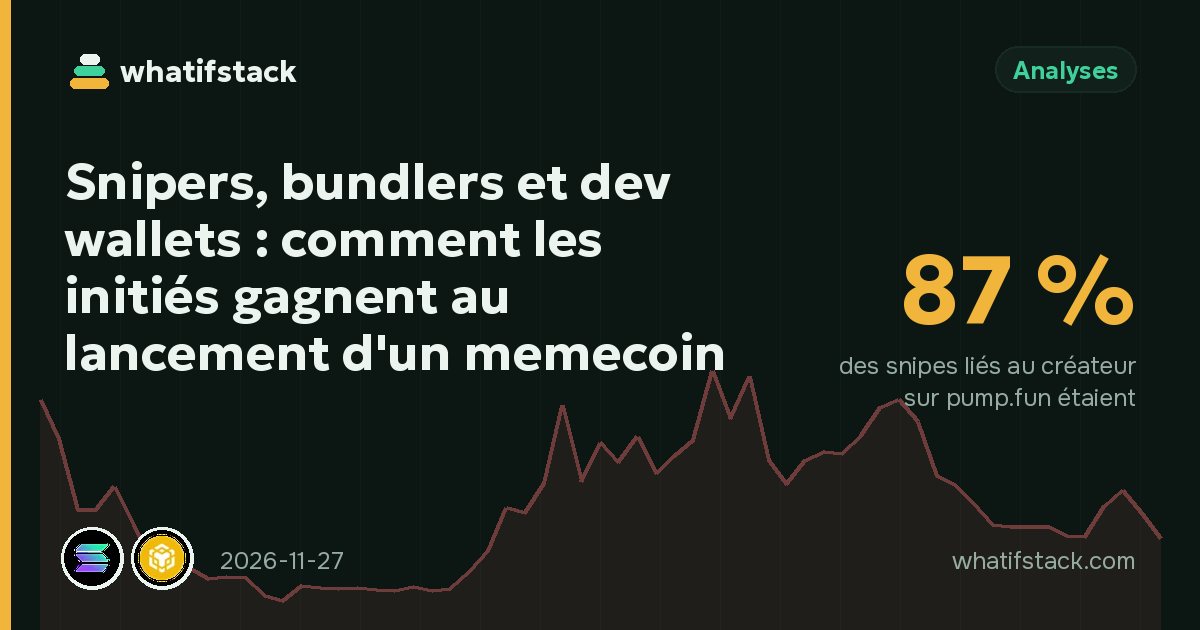 whatifstack
Analyses
Snipers, bundlers et dev
wallets : comment les
initiés gagnent au
lancement d'un memecoin
87 %
des snipes liés au créateur
sur pump.fun étaient
2026-11-27
whatifstack.com